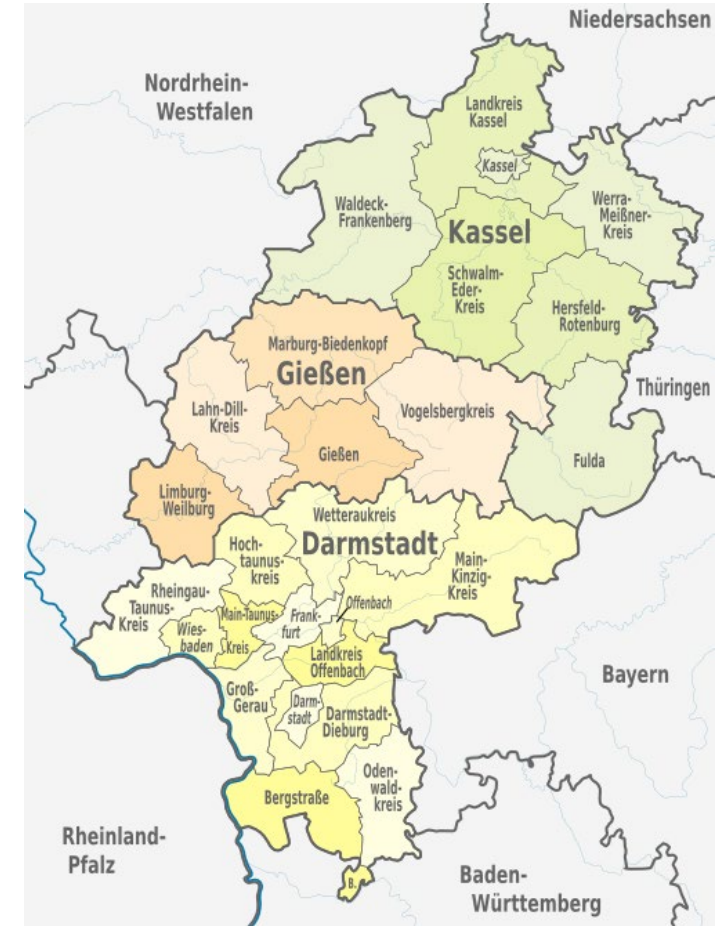 Niedersachsen
Nordrhein-
Westfalen
Landkreis
Kassel
Kassel
Waldeck-
Frankenberg
Werra-
Meißner-
Kreis
Kassel
Schwalm-
Eder-
Kreis
Hersfeld-
Rotenburg
Marburg-Biedenkopf
Gießen
Thüringen
Lahn-Dill-
Kreis
Vogelsbergkreis
Gießen
Fulda
Limburg-
Weilburg
Wetteraukreis
Darmstadt
Hoch-
taunus-
kreis
Main-
Kinzig-
Kreis
Rheingau-
Taunus-
Kreis
Offenbach
Main-Taunus-
Kreis
Frank-
furt
Wies-
baden
Landkreis
Offenbach
Bayern
Groß-
Gerau
Darm-
stadt
Darmstadt-
Dieburg
Oden-
wald-
kreis
Bergstraße
Rheinland-
Pfalz
B.
Baden-
Württemberg